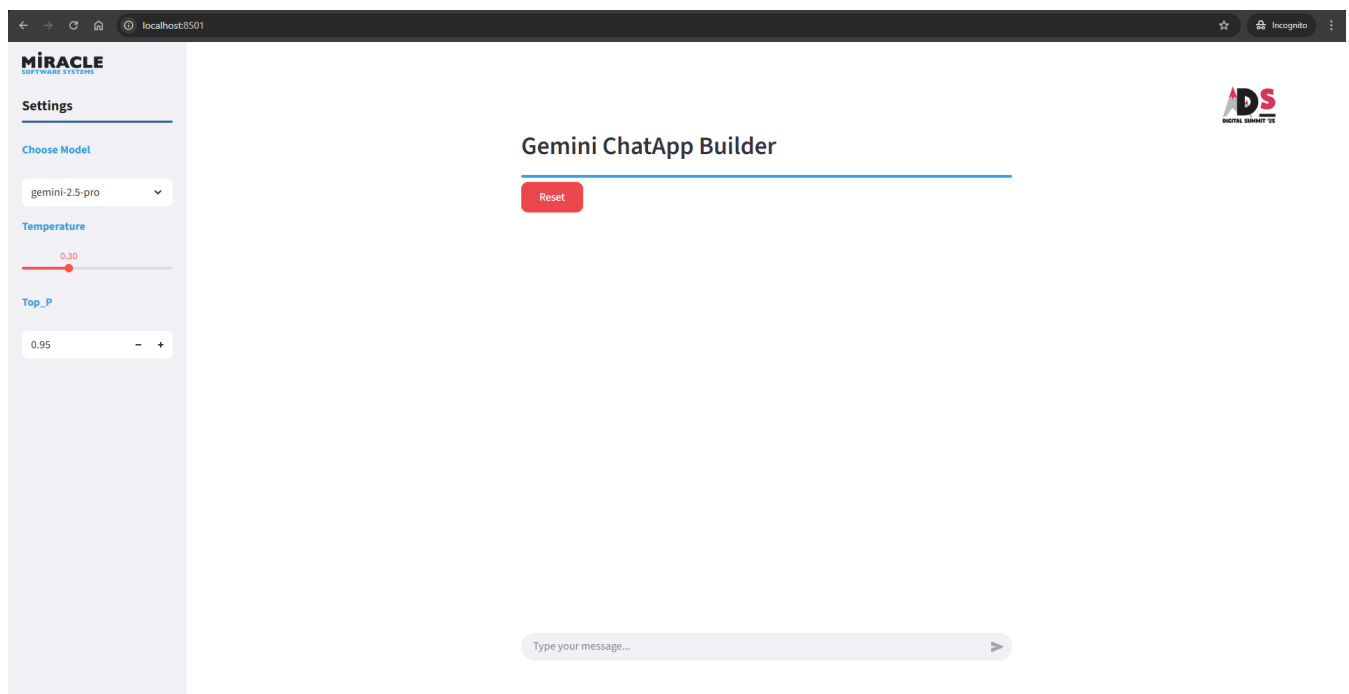 localhost:8501
Incognito
MiRACLE
SOFTWARE SYSTEMS
Settings
Choose Model
gemini-2.5-pro
Temperature
0.30
Top_P
0.95
ADS
DIGITAL SUMMIT '25
Gemini ChatApp Builder
Reset
Type your message...